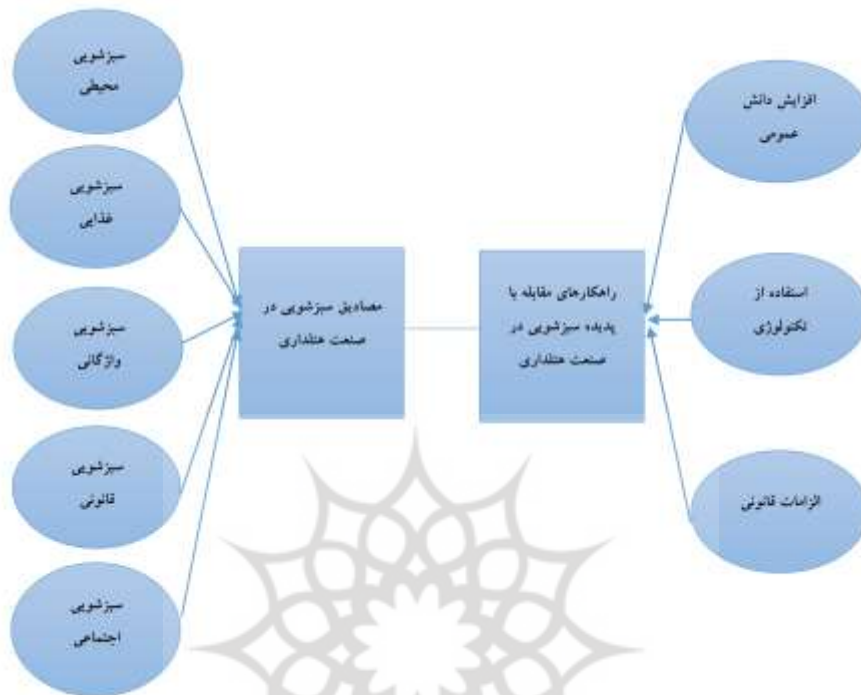 افزایش دانش
عمومی
استفاده از
تکنولوژی
الزامات قانونی
راهکارهای مقابله با
پدیده سبزشویی در
صنعت هتلداری
مصادیق سبزشویی در
صنعت هتلداری
سبزشویی
محیطی
سبزشویی
غذایی
سبزشویی
واژگانی
سبزشویی
قانونی
سبزشویی
اجتماعی